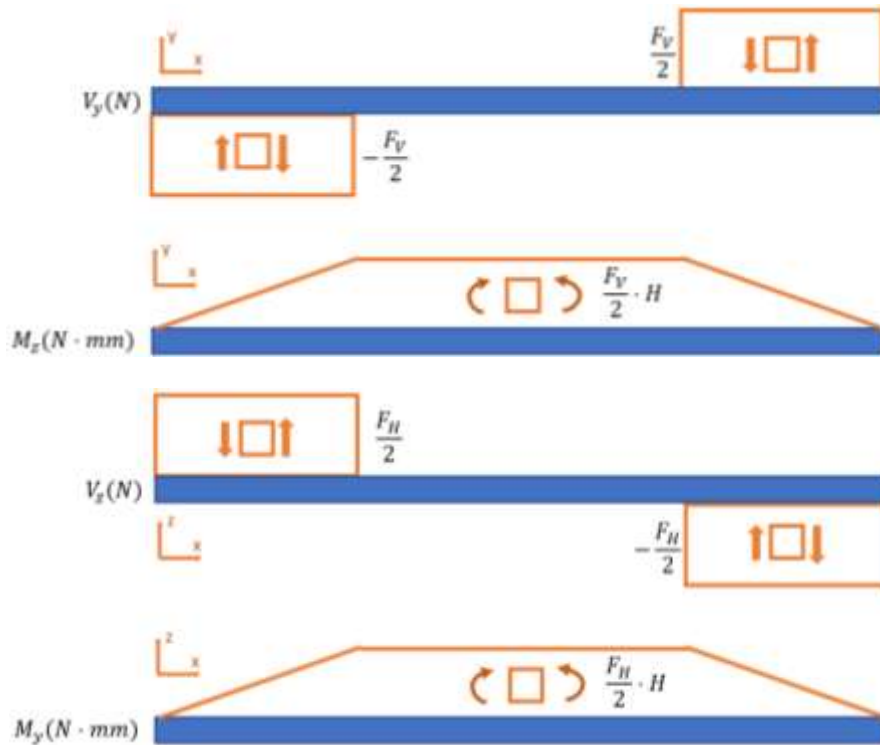 Y
X
V_y(N)
F_V/2
-F_V/2
Y
X
M_z(N · mm)
F_V/2 · H
V_z(N)
F_H/2
z
x
-F_H/2
z
x
M_y(N · mm)
F_H/2 · H